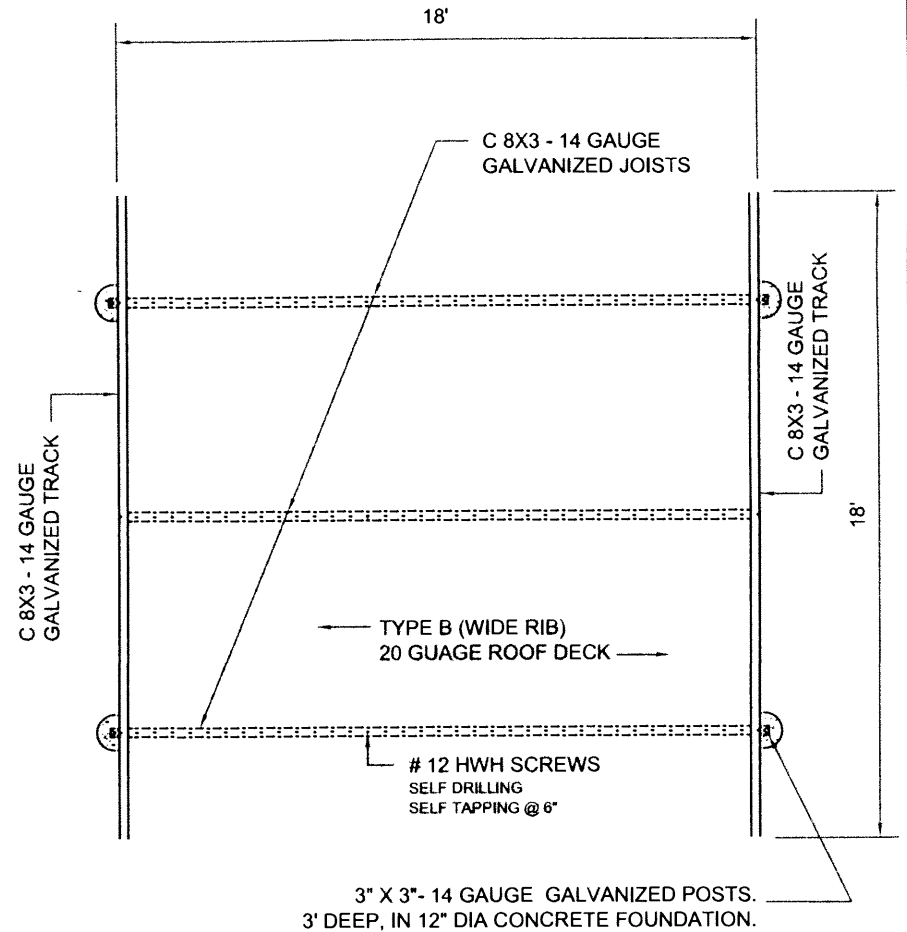 18'
C 8X3 - 14 GAUGE
GALVANIZED JOISTS
C 8X3 - 14 GAUGE
GALVANIZED TRACK
C 8X3 - 14 GAUGE
GALVANIZED TRACK
18'
TYPE B (WIDE RIB)
20 GUAGE ROOF DECK
# 12 HWH SCREWS
SELF DRILLING
SELF TAPPING @ 6"
3" X 3"- 14 GAUGE GALVANIZED POSTS.
3' DEEP, IN 12" DIA CONCRETE FOUNDATION.